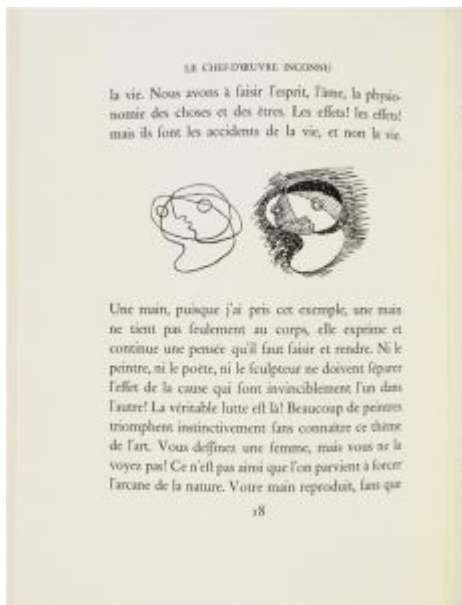 LE CHEF-D'ŒUVRE INCONNU
la vie. Nous avons à saisir l'esprit, l'âme, la physio-
nomie des choses et des êtres. Les effets! les effets!
mais ils sont les accidents de la vie, et non la vie.
Une main, puisque j'ai pris cet exemple, une main
ne tient pas seulement au corps, elle exprime et
continue une pensée qu'il faut saisir et rendre. Ni le
peintre, ni le poète, ni le sculpteur ne doivent séparer
l'effet de la cause qui sont invinciblement l'un dans
l'autre! La véritable lutte est là! Beaucoup de peintres
triomphent instinctivement sans connaître ce thème
de l'art. Vous dessinez une femme, mais vous ne la
voyez pas! Ce n'est pas ainsi que l'on parvient à forcer
l'arcane de la nature. Votre main reproduit, sans que
18